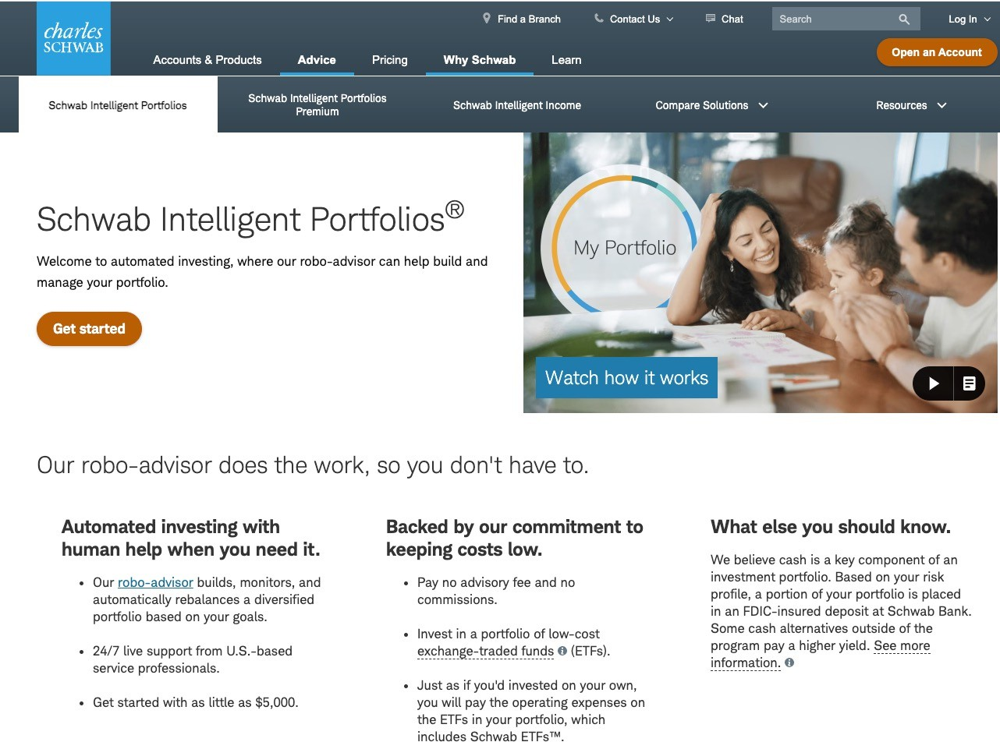 charles
SCHWAB
Find a Branch
Contact Us
Chat
Search
Log In
Accounts & Products
Advice
Pricing
Why Schwab
Learn
Open an Account
Schwab Intelligent Portfolios
Schwab Intelligent Portfolios
Premium
Schwab Intelligent Income
Compare Solutions
Resources
Schwab Intelligent Portfolios®
Welcome to automated investing, where our robo-advisor can help build and
manage your portfolio.
Get started
My Portfolio
Watch how it works
Our robo-advisor does the work, so you don't have to.
Automated investing with
human help when you need it.
• Our robo-advisor builds, monitors, and
automatically rebalances a diversified
portfolio based on your goals.
• 24/7 live support from U.S.-based
service professionals.
• Get started with as little as $5,000.
Backed by our commitment to
keeping costs low.
• Pay no advisory fee and no
commissions.
• Invest in a portfolio of low-cost
exchange-traded funds (ETFs).
• Just as if you'd invested on your own,
you will pay the operating expenses on
the ETFs in your portfolio, which
includes Schwab ETFs™.
What else you should know.
We believe cash is a key component of an
investment portfolio. Based on your risk
profile, a portion of your portfolio is placed
in an FDIC-insured deposit at Schwab Bank.
Some cash alternatives outside of the
program pay a higher yield. See more
information.